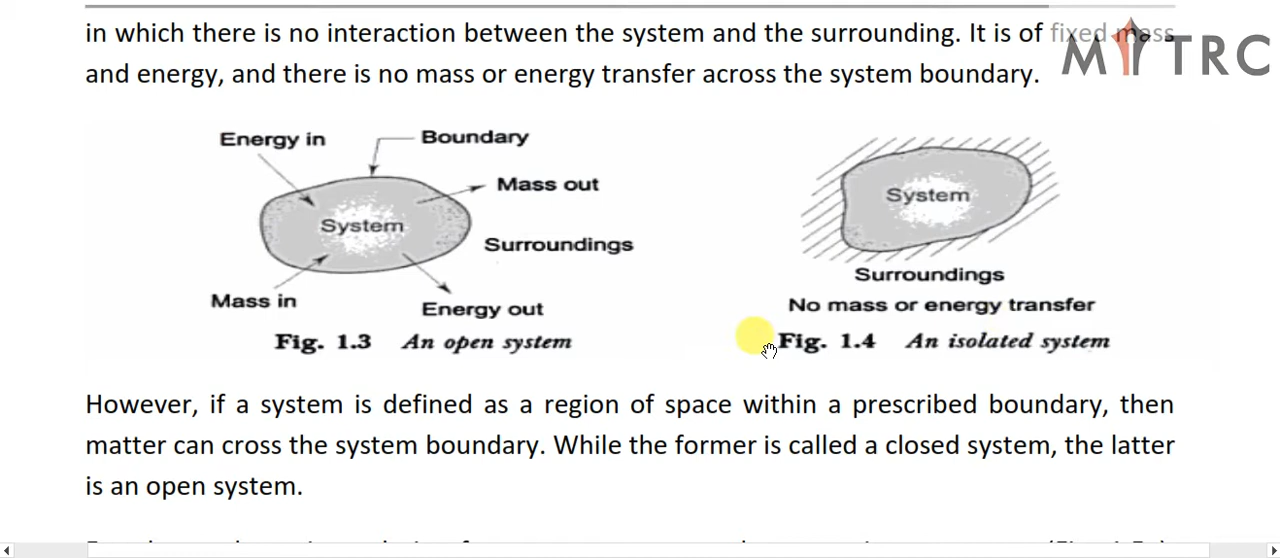 in which there is no interaction between the system and the surrounding. It is of fixed mass
MTRC
and energy, and there is no mass or energy transfer across the system boundary.
Energy in
Boundary
Mass out
System
Surroundings
Mass in
Energy out
Fig. 1.3 An open system
System
Surroundings
No mass or energy transfer
Fig. 1.4 An isolated system
However, if a system is defined as a region of space within a prescribed boundary, then
matter can cross the system boundary. While the former is called a closed system, the latter
is an open system.